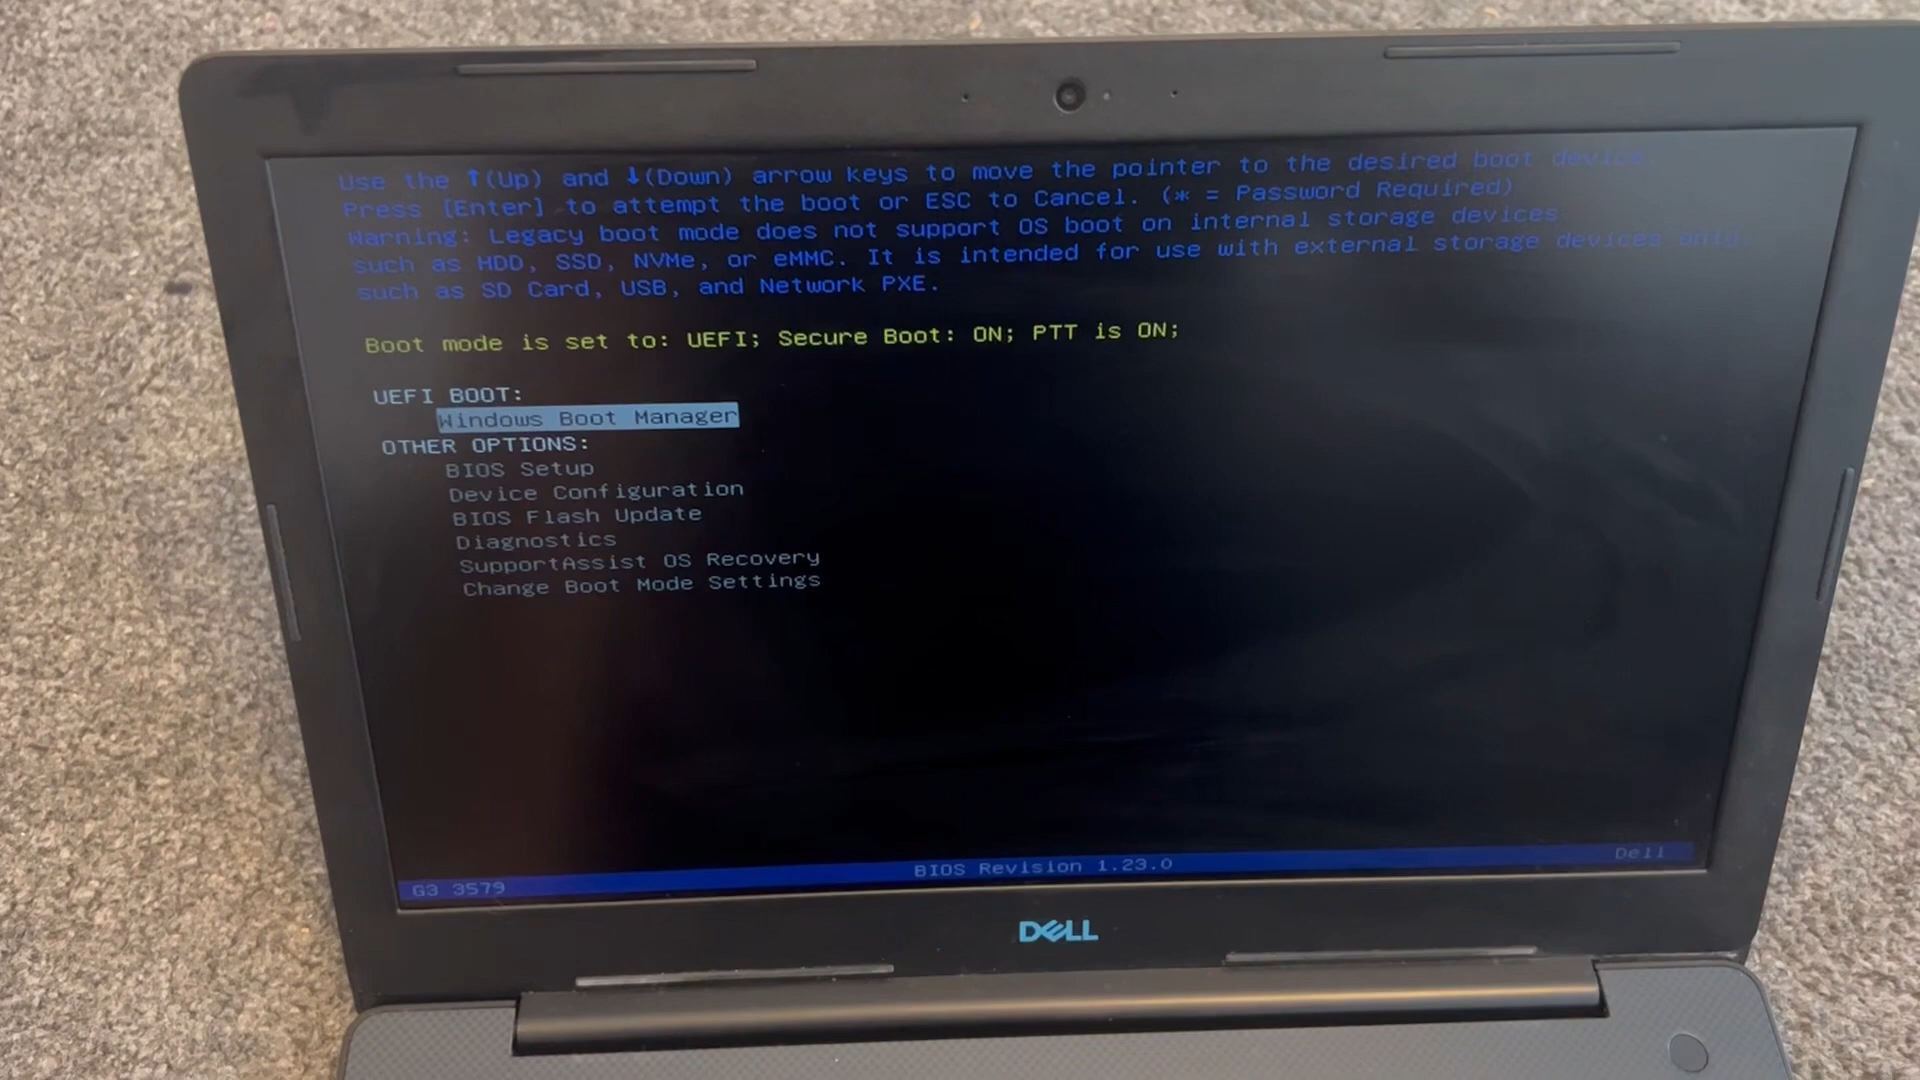 Use the ↑(Up) and ↓(Down) arrow keys to move the pointer to the desired boot device.
Press [Enter] to attempt the boot or ESC to Cancel. (* = Password Required)
Warning: Legacy boot mode does not support OS boot on internal storage devices
such as HDD, SSD, NVMe, or eMMC. It is intended for use with external storage devices only
such as SD Card, USB, and Network PXE.
Boot mode is set to: UEFI; Secure Boot: ON; PTT is ON;
UEFI BOOT:
Windows Boot Manager
OTHER OPTIONS:
BIOS Setup
Device Configuration
BIOS Flash Update
Diagnostics
SupportAssist OS Recovery
Change Boot Mode Settings
G3 3579 BIOS Revision 1.23.0 Dell
DELL